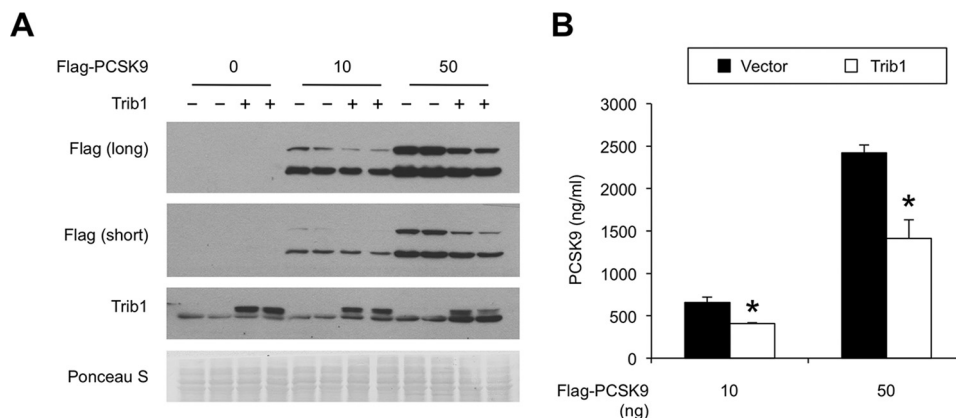 A
Flag-PCSK9
0 10 50
Trib1 – – + + – – + + – – + +
Flag (long)
Flag (short)
Trib1
Ponceau S
B
Vector Trib1
PCSK9 (ng/ml)
3000
2500
2000
1500
1000
500
0
* *
Flag-PCSK9 10 50
(ng)